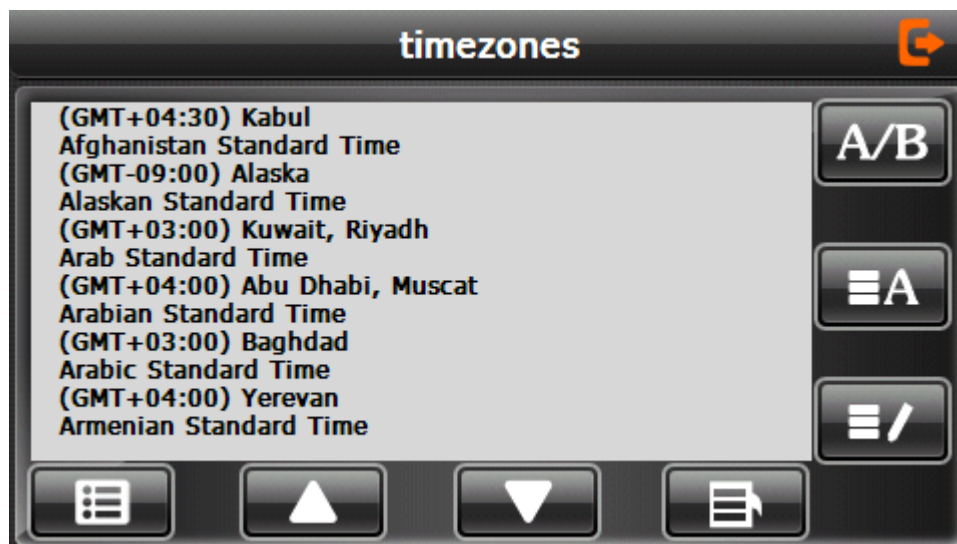 timezones
(GMT+04:30) Kabul
Afghanistan Standard Time
(GMT-09:00) Alaska
Alaskan Standard Time
(GMT+03:00) Kuwait, Riyadh
Arab Standard Time
(GMT+04:00) Abu Dhabi, Muscat
Arabian Standard Time
(GMT+03:00) Baghdad
Arabic Standard Time
(GMT+04:00) Yerevan
Armenian Standard Time
A/B
A